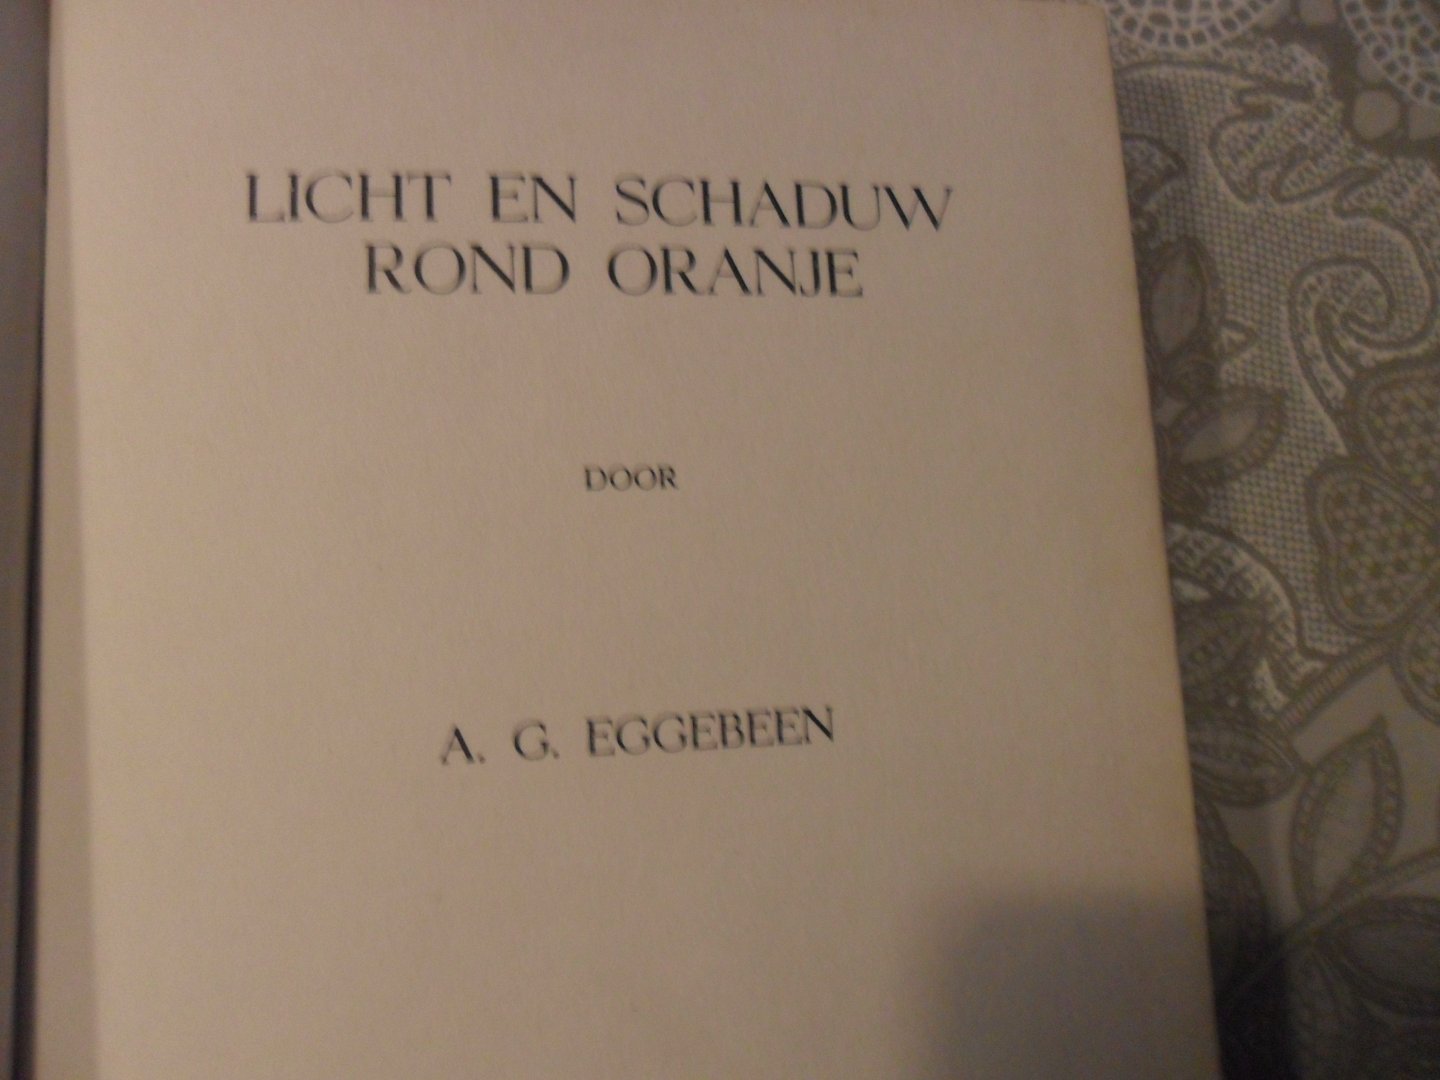 LICHT EN SCHADUW
ROND ORANJE
DOOR
A. G. EGGEBEEN